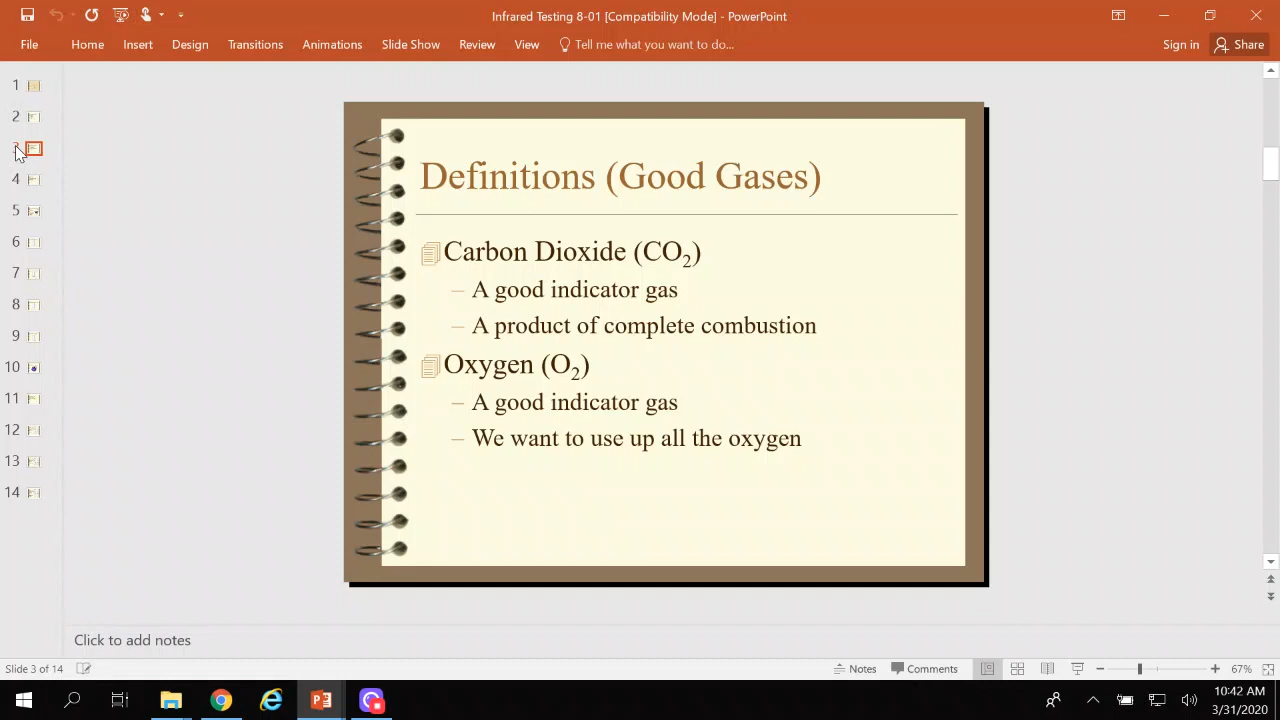 Infrared Testing 8-01 [Compatibility Mode] - PowerPoint
File Home Insert Design Transitions Animations Slide Show Review View Tell me what you want to do... Sign in Share
1
2
3
4
5
6
7
8
9
10
11
12
13
14
Definitions (Good Gases)
Carbon Dioxide (CO₂)
– A good indicator gas
– A product of complete combustion
Oxygen (O₂)
– A good indicator gas
– We want to use up all the oxygen
Click to add notes
Slide 3 of 14 Notes Comments 67%
10:42 AM
3/31/2020